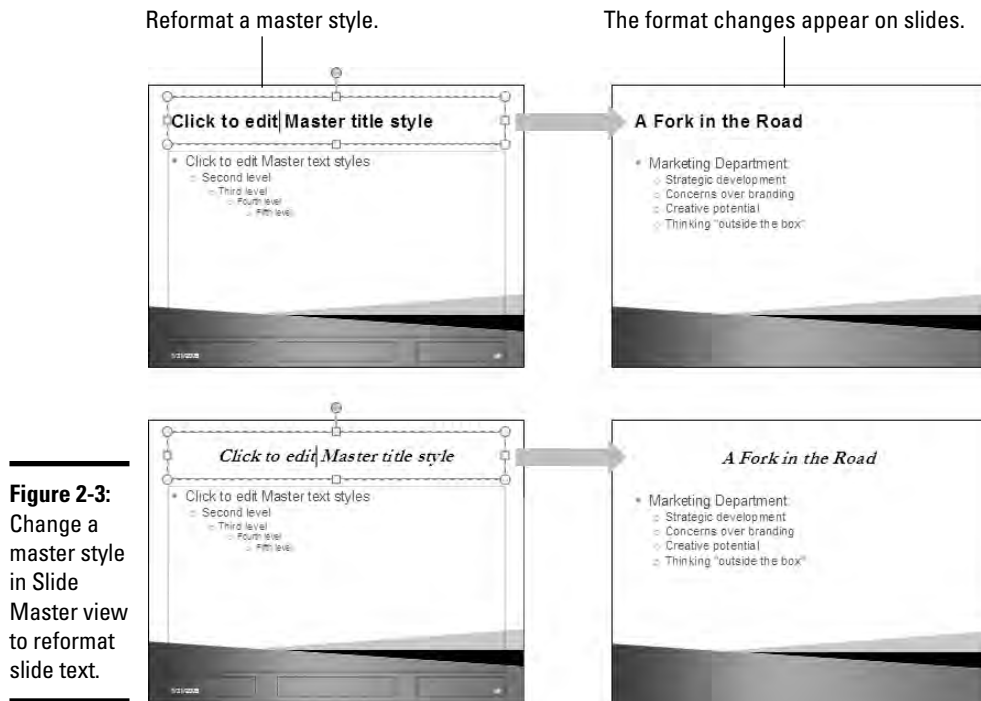 Reformat a master style.
The format changes appear on slides.
Click to edit Master title style
• Click to edit Master text styles
Second level
Third level
Fourth level
Fifth level
A Fork in the Road
• Marketing Department
Strategic development
Concerns over branding
Creative potential
Thinking "outside the box"
Click to edit Master title style
• Click to edit Master text styles
Second level
Third level
Fourth level
Fifth level
A Fork in the Road
• Marketing Department
Strategic development
Concerns over branding
Creative potential
Thinking "outside the box"
Figure 2-3:
Change a
master style
in Slide
Master view
to reformat
slide text.